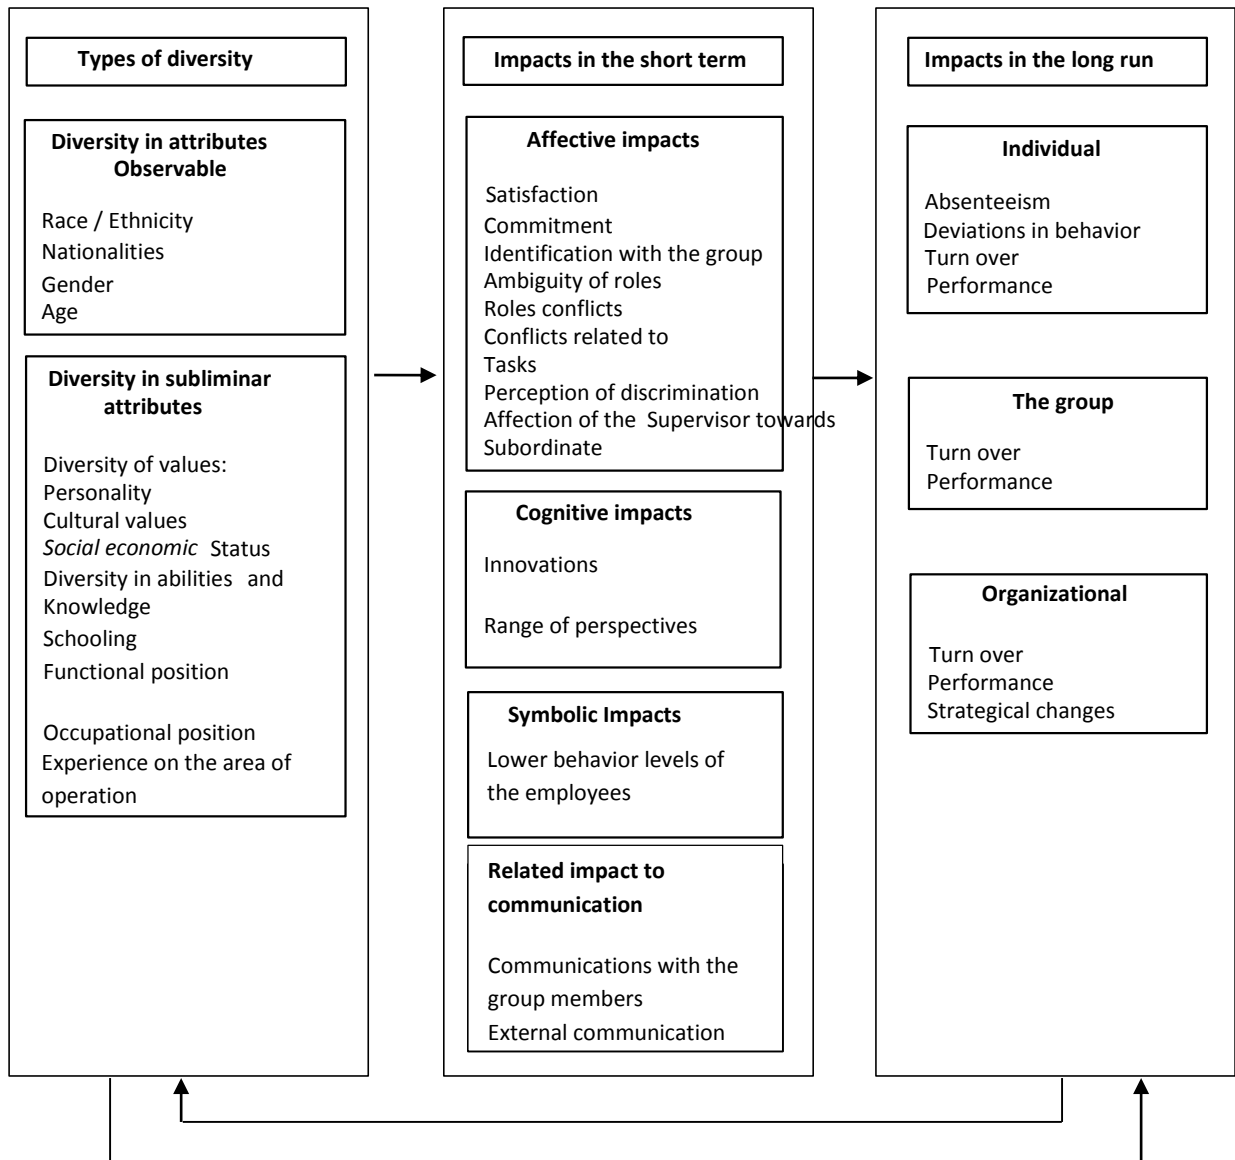 Types of diversity
Diversity in attributes
Observable
Race / Ethnicity
Nationalities
Gender
Age
Diversity in subliminar
attributes
Diversity of values:
Personality
Cultural values
Social economic Status
Diversity in abilities and
Knowledge
Schooling
Functional position
Occupational position
Experience on the area of
operation
Impacts in the short term
Affective impacts
Satisfaction
Commitment
Identification with the group
Ambiguity of roles
Roles conflicts
Conflicts related to
Tasks
Perception of discrimination
Affection of the Supervisor towards
Subordinate
Cognitive impacts
Innovations
Range of perspectives
Symbolic Impacts
Lower behavior levels of
the employees
Related impact to
communication
Communications with the
group members
External communication
Impacts in the long run
Individual
Absenteeism
Deviations in behavior
Turn over
Performance
The group
Turn over
Performance
Organizational
Turn over
Performance
Strategical changes